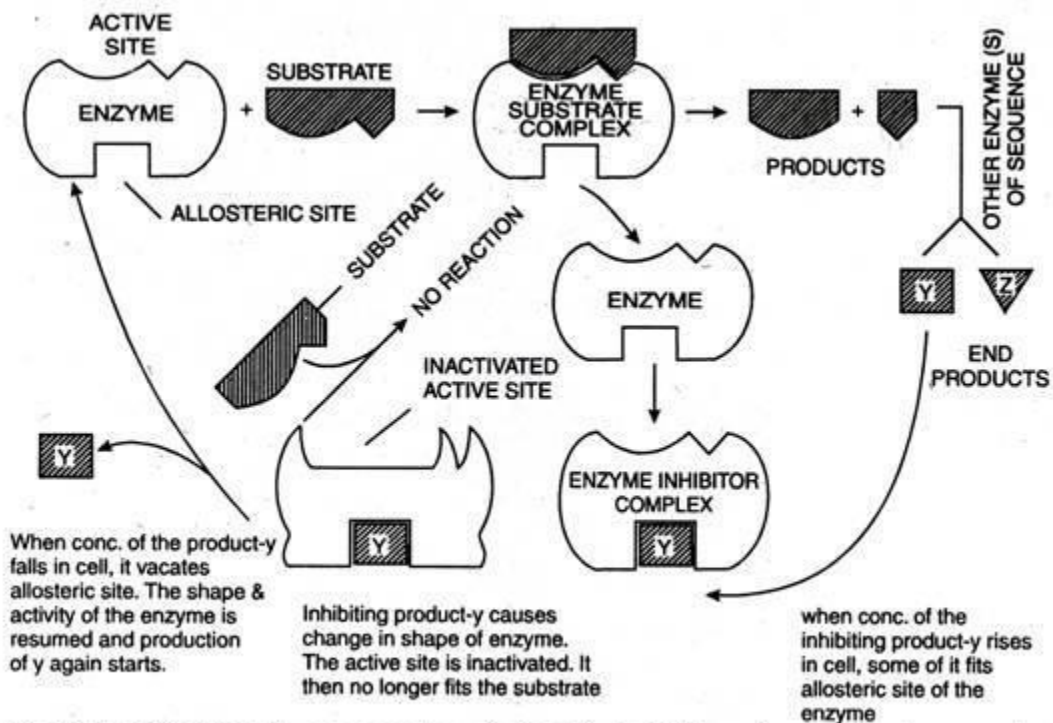 ACTIVE
SITE
ENZYME
+
SUBSTRATE
ENZYME
SUBSTRATE
COMPLEX
+
PRODUCTS
OTHER ENZYME (S)
OF SEQUENCE
ALLOSTERIC SITE
SUBSTRATE
NO REACTION
ENZYME
Y
Z
END
PRODUCTS
INACTIVATED
ACTIVE SITE
Y
ENZYME INHIBITOR
COMPLEX
Y
Y
When conc. of the product-y
falls in cell, it vacates
allosteric site. The shape &
activity of the enzyme is
resumed and production
of y again starts.
Inhibiting product-y causes
change in shape of enzyme.
The active site is inactivated. It
then no longer fits the substrate
when conc. of the
inhibiting product-y rises
in cell, some of it fits
allosteric site of the
enzyme